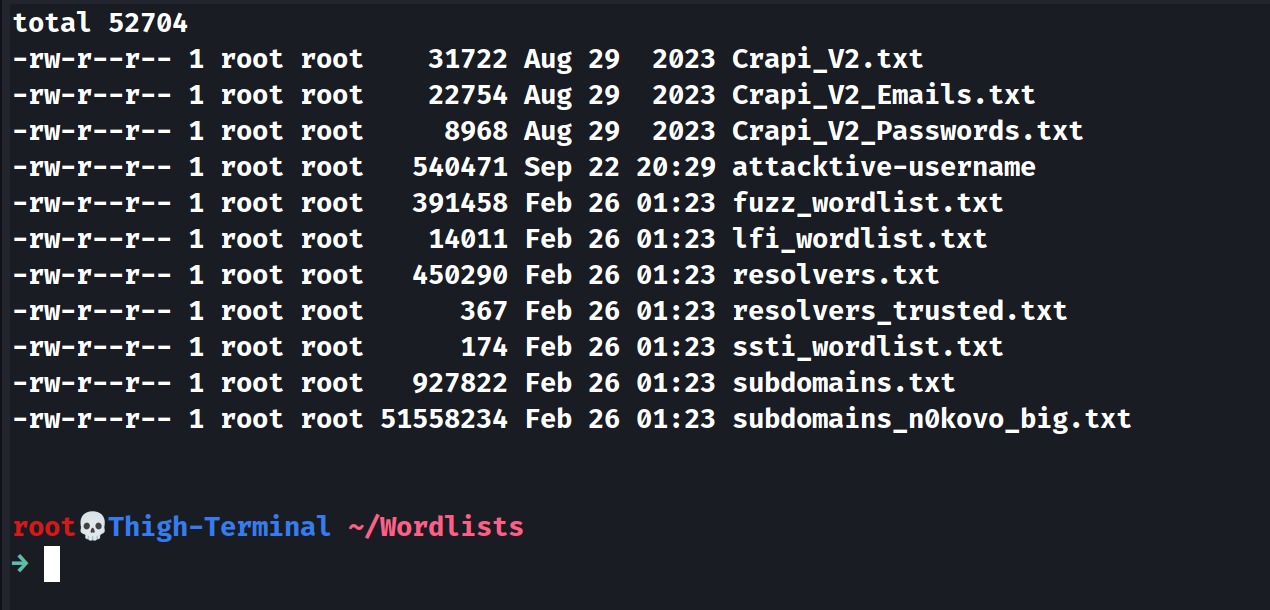 total 52704
-rw-r--r-- 1 root root    31722 Aug 29  2023 Crapi_V2.txt
-rw-r--r-- 1 root root    22754 Aug 29  2023 Crapi_V2_Emails.txt
-rw-r--r-- 1 root root     8968 Aug 29  2023 Crapi_V2_Passwords.txt
-rw-r--r-- 1 root root   540471 Sep 22 20:29 attacktive-username
-rw-r--r-- 1 root root   391458 Feb 26 01:23 fuzz_wordlist.txt
-rw-r--r-- 1 root root    14011 Feb 26 01:23 lfi_wordlist.txt
-rw-r--r-- 1 root root   450290 Feb 26 01:23 resolvers.txt
-rw-r--r-- 1 root root      367 Feb 26 01:23 resolvers_trusted.txt
-rw-r--r-- 1 root root      174 Feb 26 01:23 ssti_wordlist.txt
-rw-r--r-- 1 root root   927822 Feb 26 01:23 subdomains.txt
-rw-r--r-- 1 root root 51558234 Feb 26 01:23 subdomains_n0kovo_big.txt
root💀Thigh-Terminal ~/Wordlists
→